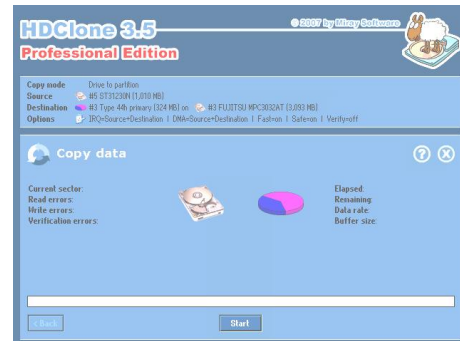 HDClone 3.5
© 2007 by Miray Software
Professional Edition
Copy mode Drive to partition
Source #5 ST31230N (1,010 MB)
Destination #3 Type 44h primary (324 MB) on #3 FUJITSU MPC3032AT (3,093 MB)
Options IRQ=Source+Destination | DMA=Source+Destination | Fast=on | Safe=on | Verify=off
Copy data
? X
Current sector: Elapsed:
Read errors: Remaining:
Write errors: Data rate:
Verification errors: Buffer size:
< Back Start